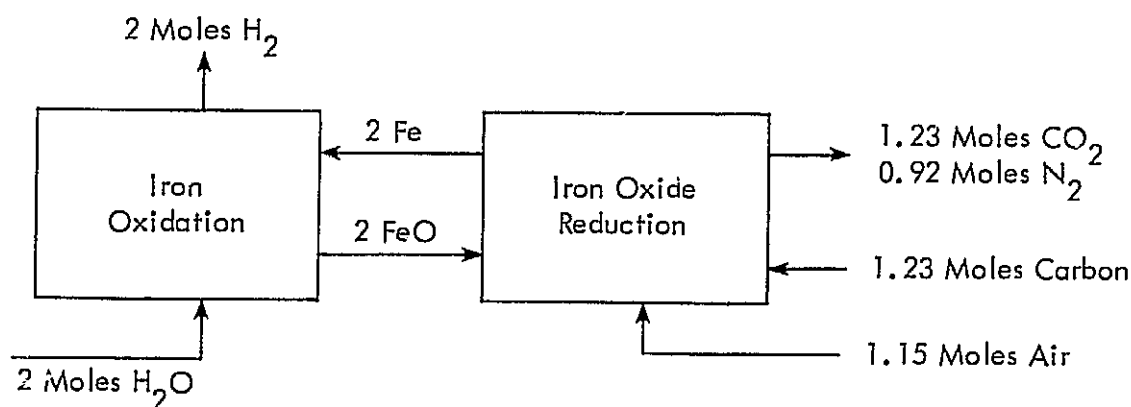 2 Moles H₂
2 Fe
Iron
Oxidation
2 FeO
2 Moles H₂O
Iron Oxide
Reduction
1.23 Moles CO₂
0.92 Moles N₂
1.23 Moles Carbon
1.15 Moles Air